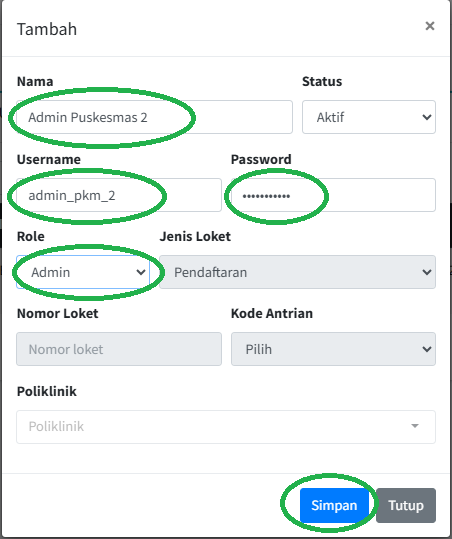 Tambah ×
Nama Status
Admin Puskesmas 2 Aktif
Username Password
admin_pkm_2 •••••••••••
Role Jenis Loket
Admin Pendaftaran
Nomor Loket Kode Antrian
Nomor loket Pilih
Poliklinik
Poliklinik
Simpan Tutup